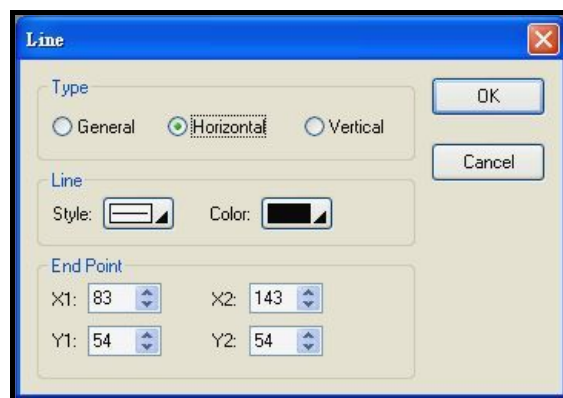 Line
Type
General Horizontal Vertical
OK
Cancel
Line
Style: Color:
End Point
X1: 83 X2: 143
Y1: 54 Y2: 54